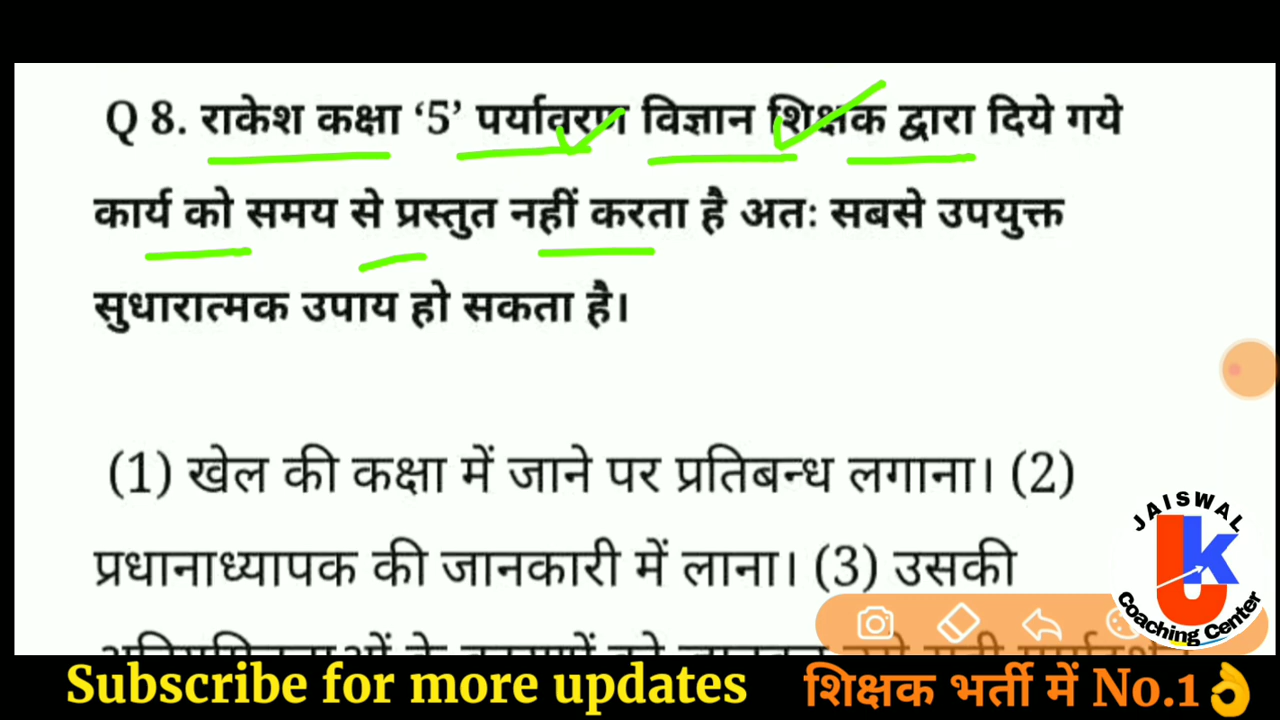 Q 8. राकेश कक्षा ‘5’ पर्यावरण विज्ञान शिक्षक द्वारा दिये गये
कार्य को समय से प्रस्तुत नहीं करता है अतः सबसे उपयुक्त
सुधारात्मक उपाय हो सकता है।
(1) खेल की कक्षा में जाने पर प्रतिबन्ध लगाना। (2)
प्रधानाध्यापक की जानकारी में लाना। (3) उसकी
JAISWAL
JK
Coaching Center
Subscribe for more updates
शिक्षक भर्ती में No.1👌